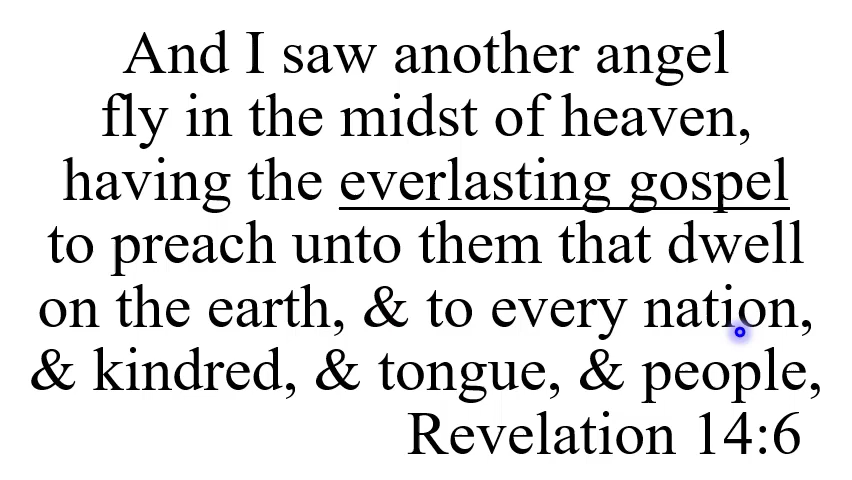 And I saw another angel
fly in the midst of heaven,
having the everlasting gospel
to preach unto them that dwell
on the earth, & to every nation,
& kindred, & tongue, & people,
Revelation 14:6